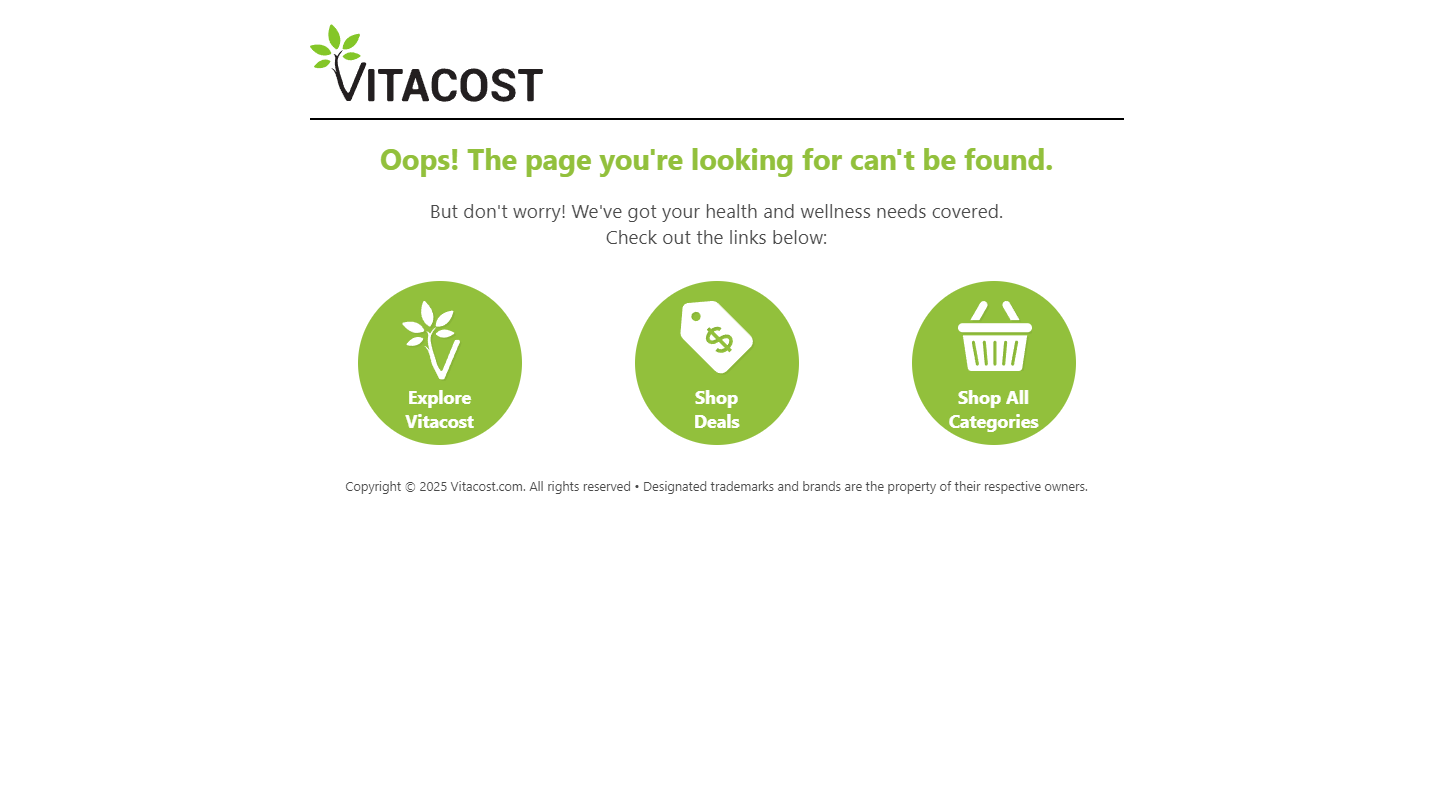 VITACOST
Oops! The page you're looking for can't be found.
But don't worry! We've got your health and wellness needs covered.
Check out the links below:
Explore
Vitacost
Shop
Deals
Shop All
Categories
Copyright © 2025 Vitacost.com. All rights reserved • Designated trademarks and brands are the property of their respective owners.